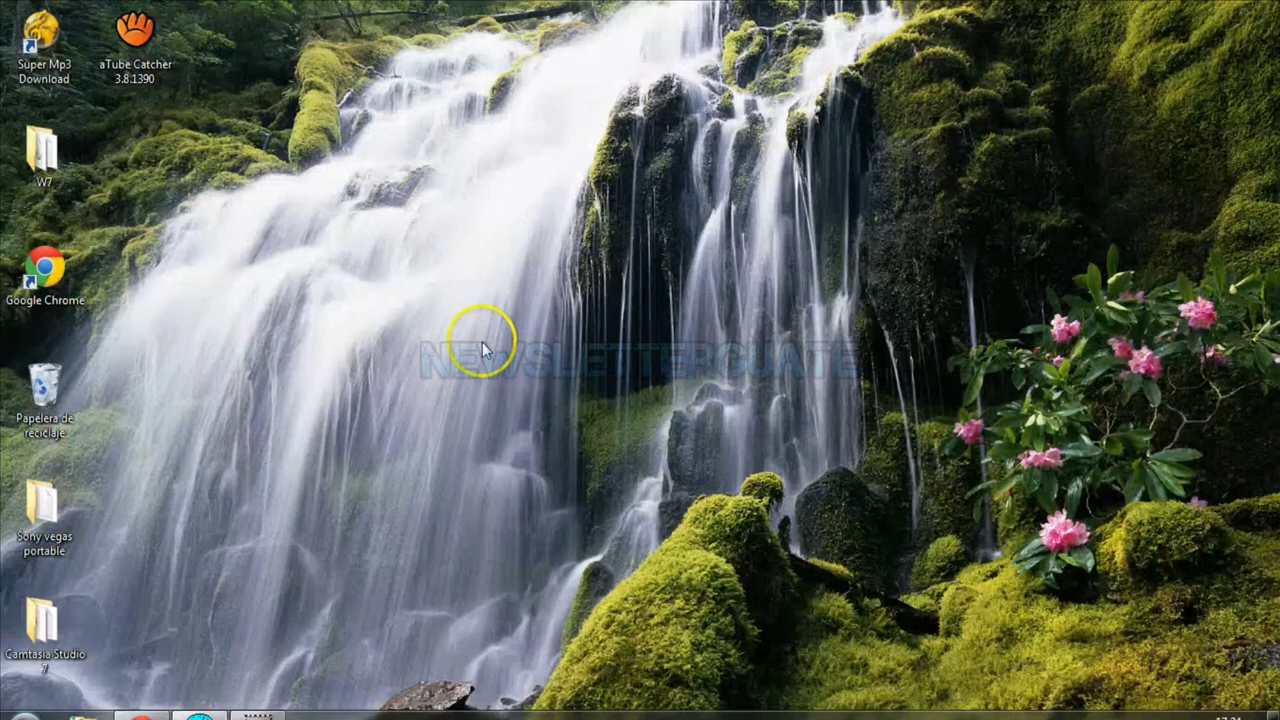 Super Mp3
Download
aTube Catcher
3.8.1390
W7
Google Chrome
NEWSLETTERGUATE
Papelera de
reciclaje
Sony vegas
portable
Camtasia Studio
7